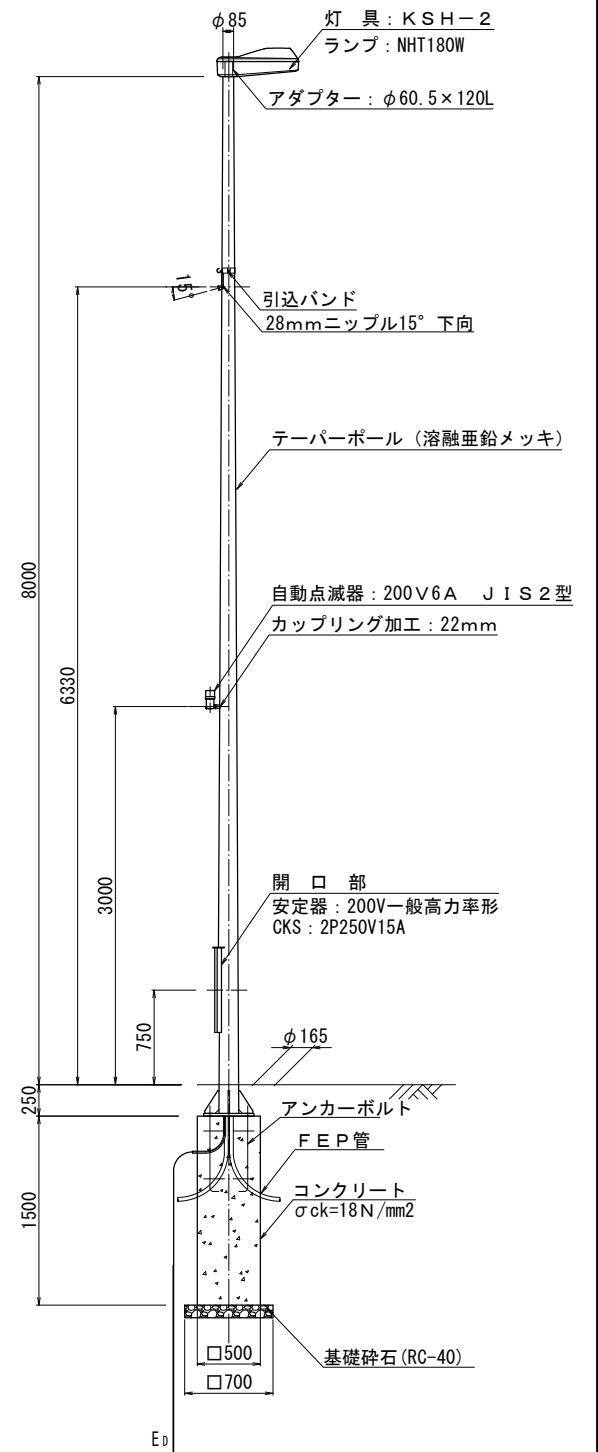 φ85
灯　具：ＫＳＨ－２
ランプ：NHT180W
アダプター：φ60.5×120L
15°
引込バンド
28mmニップル15°下向
テーパーポール（溶融亜鉛メッキ）
8000
6330
自動点滅器：200V6A　ＪＩＳ２型
カップリング加工：22mm
3000
開　口　部
安定器：200V一般高力率形
CKS：2P250V15A
750
φ165
250
アンカーボルト
ＦＥＰ管
コンクリート
σck=18N/mm2
1500
□500
基礎砕石(RC-40)
□700
ED